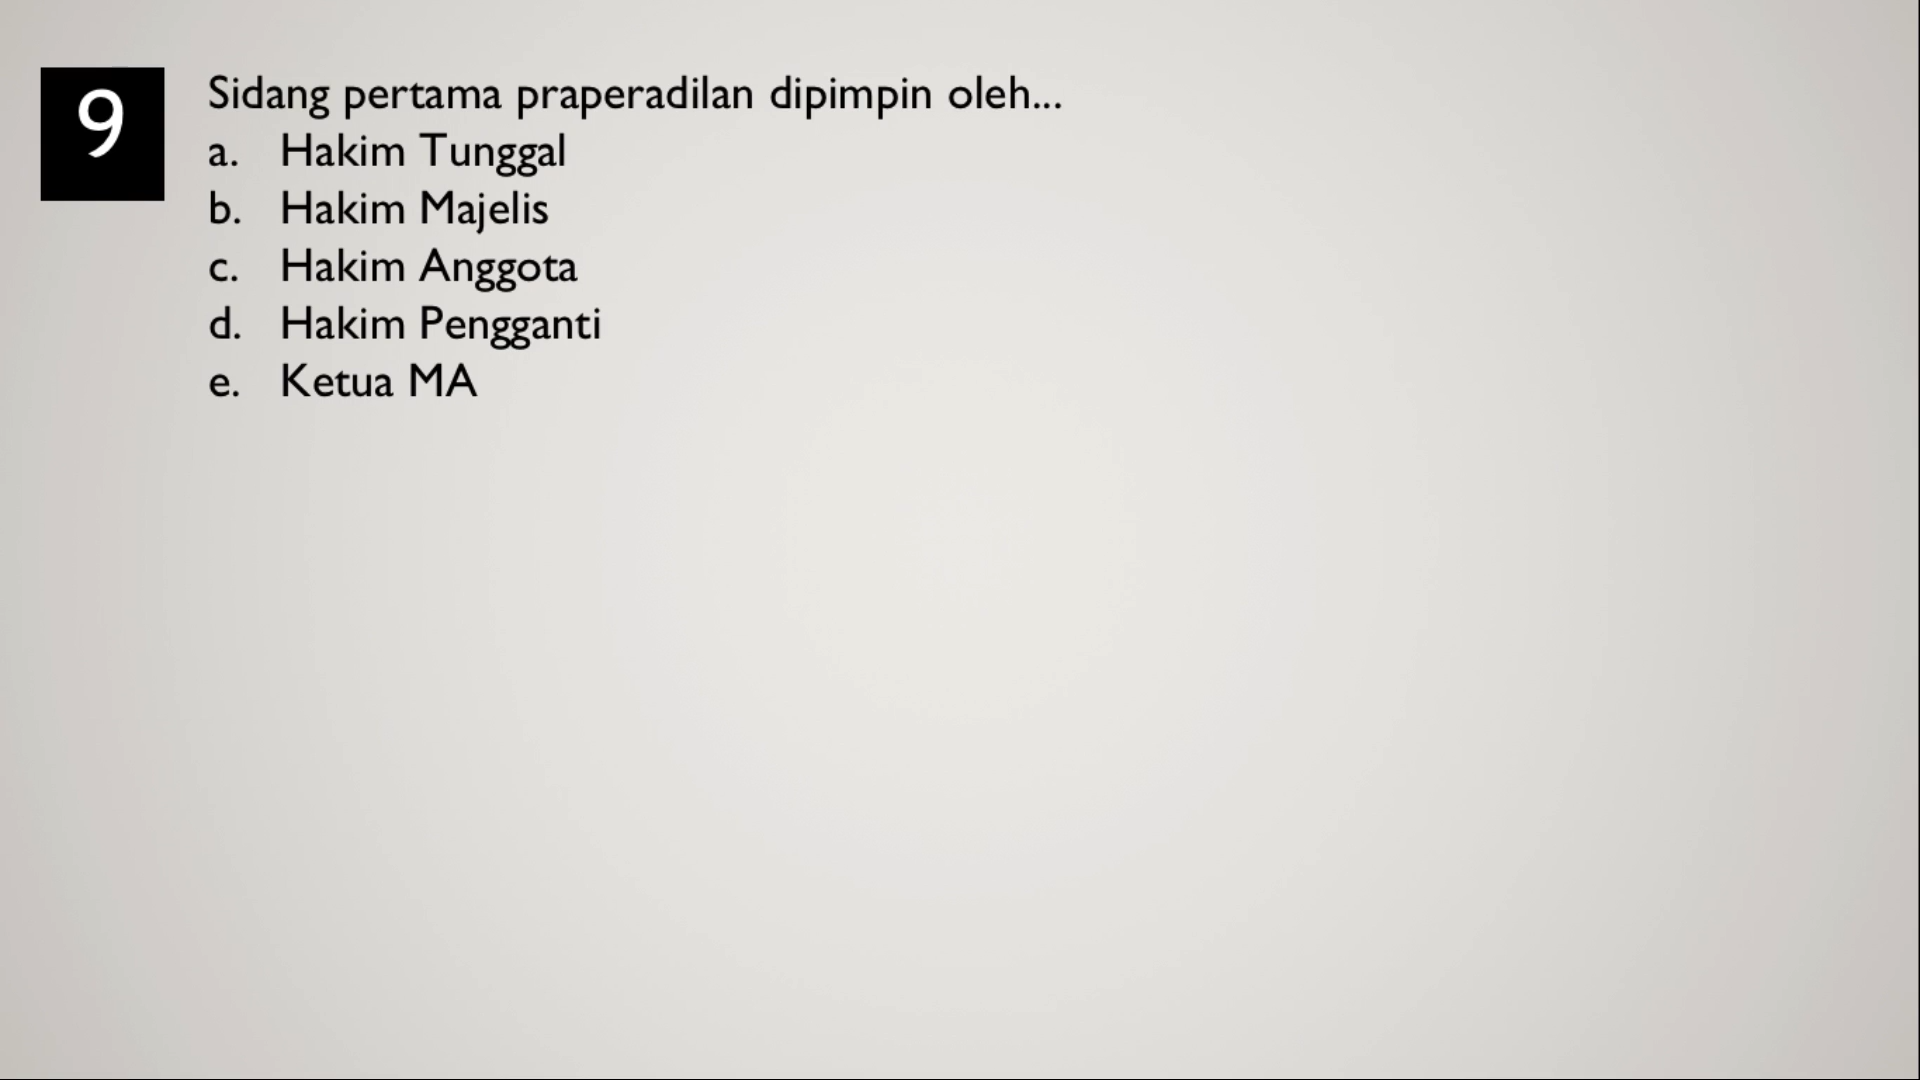 9
Sidang pertama praperadilan dipimpin oleh...
a. Hakim Tunggal
b. Hakim Majelis
c. Hakim Anggota
d. Hakim Pengganti
e. Ketua MA